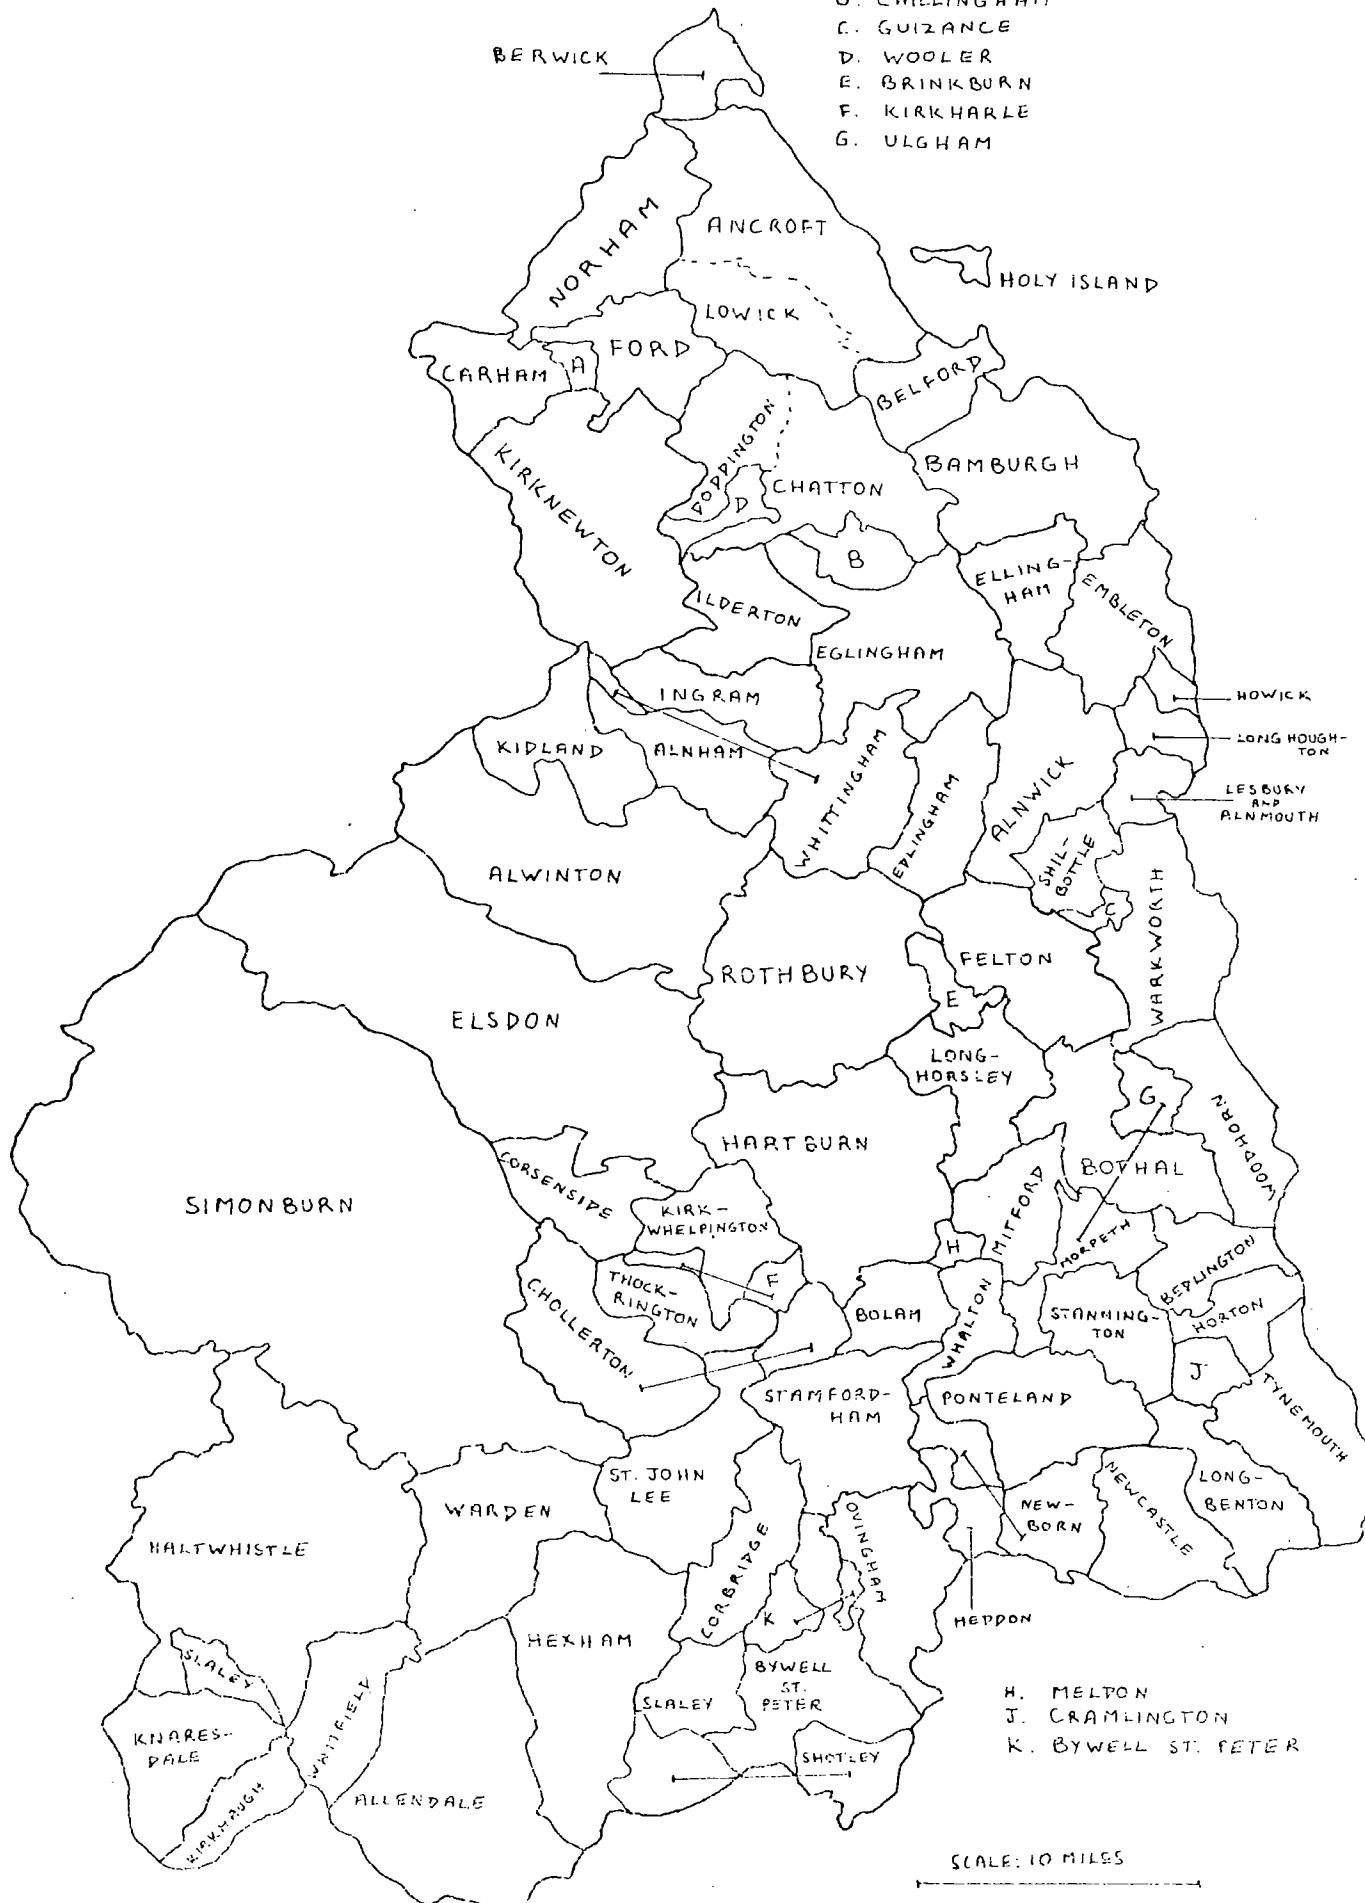 B. CHILLINGHAM
C. GUIZANCE
D. WOOLER
E. BRINKBURN
F. KIRKHARLE
G. ULGHAM
BERWICK
NORHAM
ANCROFT
HOLY ISLAND
LOWICK
FORD
CARHAM
A
BELFORD
DODDINGTON
BAMBURGH
KIRKNEWTON
CHATTON
D
B
ELLING-
HAM
EMBLETON
ILDERTON
EGLINGHAM
INGRAM
HOWICK
KIDLAND
ALNHAM
LONG HOUGH-
TON
WHITTINGHAM
EDLINGHAM
ALNWICK
LESBURY
AND
ALNMOUTH
SHIL-
BOTTLE
ALWINTON
C
WARKWORTH
ROTHBURY
FELTON
E
ELSDON
LONG-
HORSLEY
G
WOODHORN
HARTBURN
CORSENSIDE
BOTHAL
MITFORD
SIMONBURN
KIRK-
WHELPINGTON
H
MORPETH
BEDLINGTON
CHOLLERTON
THOCK-
RINGTON
F
BOLAM
WHALTON
STANNING-
TON
HORTON
J
STAMFORD-
HAM
PONTELAND
TYNEMOUTH
ST. JOHN
LEE
WARDEN
LONG-
BENTON
NEWCASTLE
NEW-
BORN
OVINGHAM
HALTWHISTLE
CORBRIDGE
K
HEDDON
HEXHAM
SLALEY
BYWELL
ST.
PETER
SLALEY
WHITFIELD
KNARES-
DALE
SHOTLEY
KIRKHAUGH
ALLENDALE
H. MELDON
J. CRAMLINGTON
K. BYWELL ST. PETER
SCALE: 10 MILES